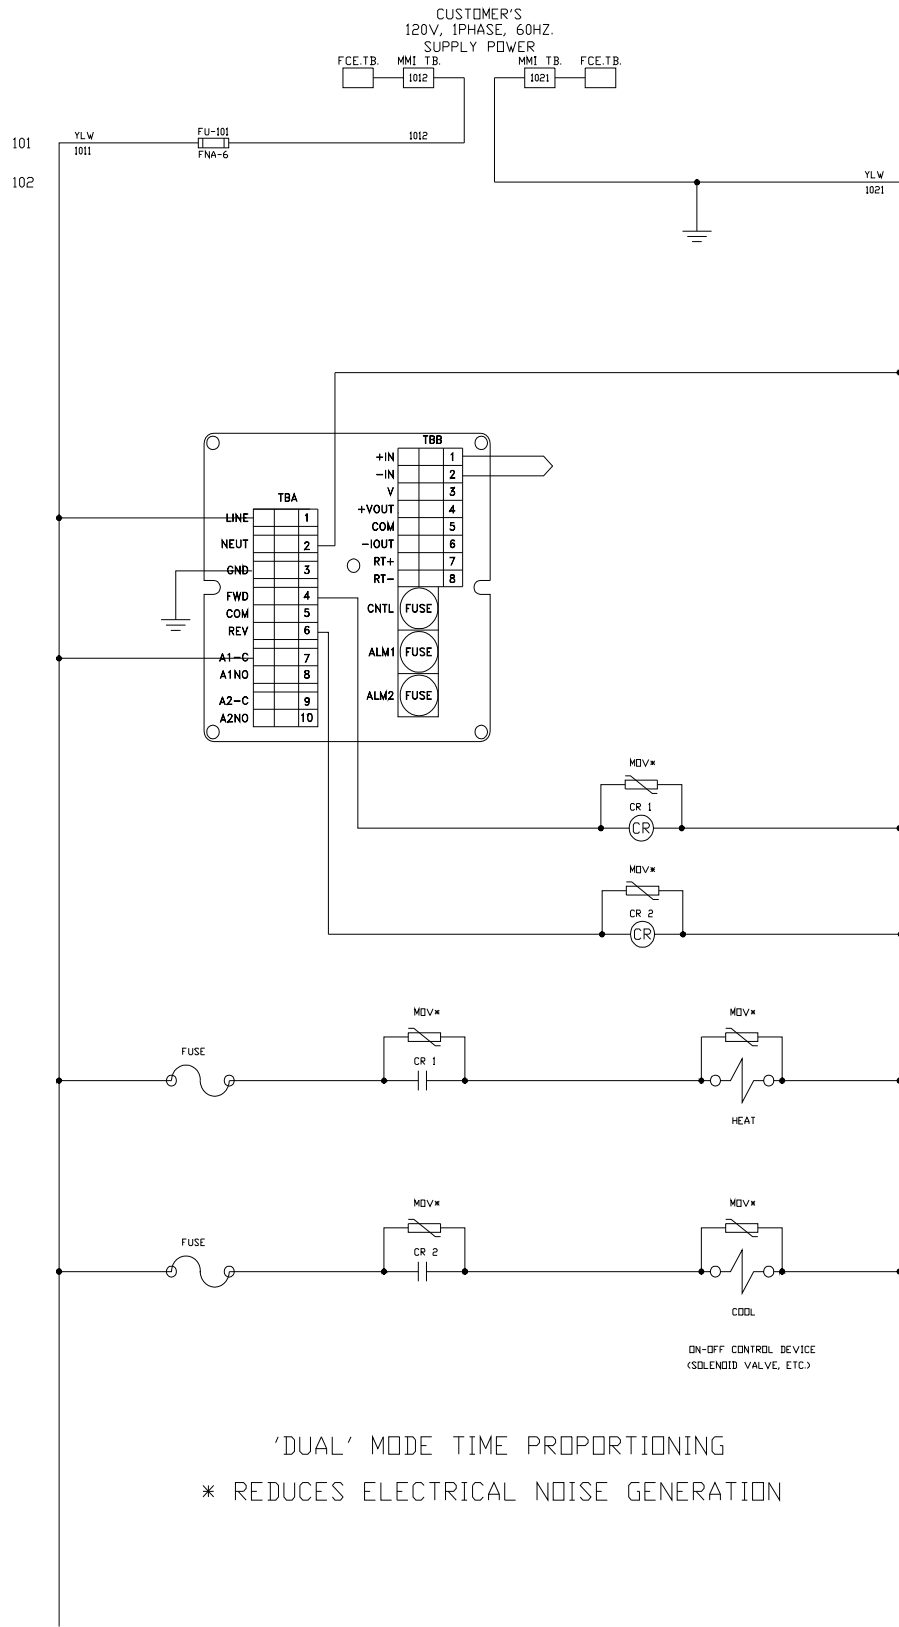 CUSTOMER'S
120V, 1PHASE, 60HZ.
SUPPLY POWER
FCE.TB. MMI TB. MMI TB. FCE.TB.
1012 1021
101 YLW FU-101 1012
1011 FNA-6
102 YLW
1021
TBB
+IN 1
-IN 2
V 3
+VOUT 4
COM 5
-IOUT 6
RT+ 7
RT- 8
CNTL FUSE
ALM1 FUSE
ALM2 FUSE
TBA
LINE 1
NEUT 2
GND 3
FWD 4
COM 5
REV 6
A1-C 7
A1NO 8
A2-C 9
A2NO 10
MOV*
CR 1
CR
MOV*
CR 2
CR
MOV* MOV*
FUSE CR 1
HEAT
MOV* MOV*
FUSE CR 2
COOL
ON-OFF CONTROL DEVICE
(SOLENOID VALVE, ETC.)
'DUAL' MODE TIME PROPORTIONING
* REDUCES ELECTRICAL NOISE GENERATION